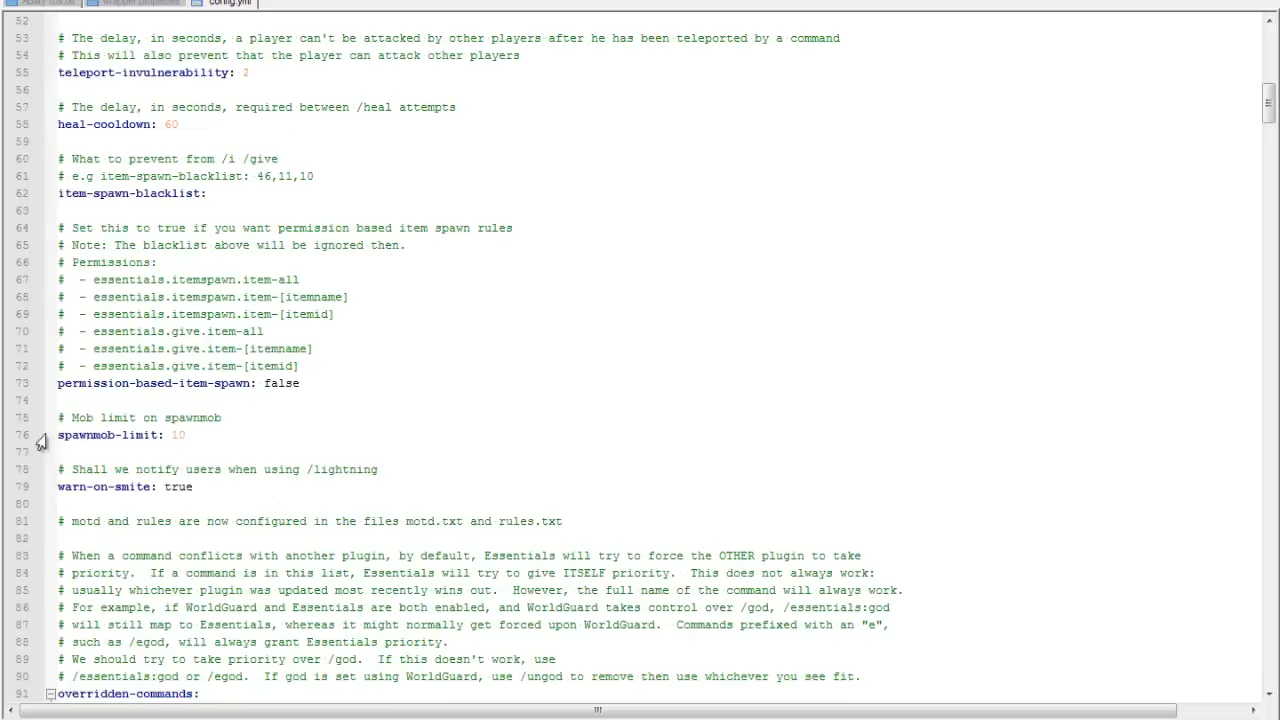 wrapper.properties config.yml
52
53 # The delay, in seconds, a player can't be attacked by other players after he has been teleported by a command
54 # This will also prevent that the player can attack other players
55 teleport-invulnerability: 2
56
57 # The delay, in seconds, required between /heal attempts
58 heal-cooldown: 60
59
60 # What to prevent from /i /give
61 # e.g item-spawn-blacklist: 46,11,10
62 item-spawn-blacklist:
63
64 # Set this to true if you want permission based item spawn rules
65 # Note: The blacklist above will be ignored then.
66 # Permissions:
67 #  - essentials.itemspawn.item-all
68 #  - essentials.itemspawn.item-[itemname]
69 #  - essentials.itemspawn.item-[itemid]
70 #  - essentials.give.item-all
71 #  - essentials.give.item-[itemname]
72 #  - essentials.give.item-[itemid]
73 permission-based-item-spawn: false
74
75 # Mob limit on spawnmob
76 spawnmob-limit: 10
77
78 # Shall we notify users when using /lightning
79 warn-on-smite: true
80
81 # motd and rules are now configured in the files motd.txt and rules.txt
82
83 # When a command conflicts with another plugin, by default, Essentials will try to force the OTHER plugin to take
84 # priority.  If a command is in this list, Essentials will try to give ITSELF priority.  This does not always work:
85 # usually whichever plugin was updated most recently wins out.  However, the full name of the command will always work.
86 # For example, if WorldGuard and Essentials are both enabled, and WorldGuard takes control over /god, /essentials:god
87 # will still map to Essentials, whereas it might normally get forced upon WorldGuard.  Commands prefixed with an "e",
88 # such as /egod, will always grant Essentials priority.
89 # We should try to take priority over /god.  If this doesn't work, use
90 # /essentials:god or /egod.  If god is set using WorldGuard, use /ungod to remove then use whichever you see fit.
91 overridden-commands: